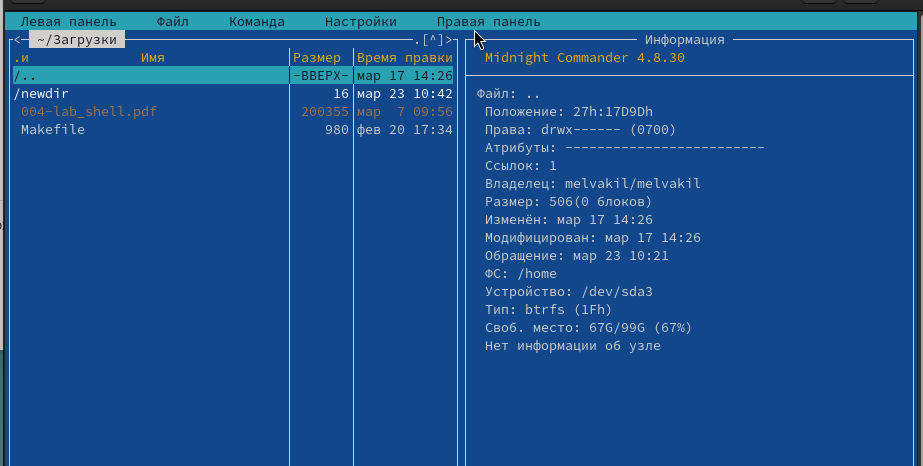 Левая панель Файл Команда Настройки Правая панель
<─ ~/Загрузки .[^]>
.и Имя Размер Время правки
/.. -ВВЕРХ- мар 17 14:26
/newdir 16 мар 23 10:42
004-lab_shell.pdf 200355 мар 7 09:56
Makefile 980 фев 20 17:34
Информация
Midnight Commander 4.8.30
Файл: ..
Положение: 27h:17D9Dh
Права: drwx------ (0700)
Атрибуты: -------------------------
Ссылок: 1
Владелец: melvakil/melvakil
Размер: 506(0 блоков)
Изменён: мар 17 14:26
Модифицирован: мар 17 14:26
Обращение: мар 23 10:21
ФС: /home
Устройство: /dev/sda3
Тип: btrfs (1Fh)
Своб. место: 67G/99G (67%)
Нет информации об узле